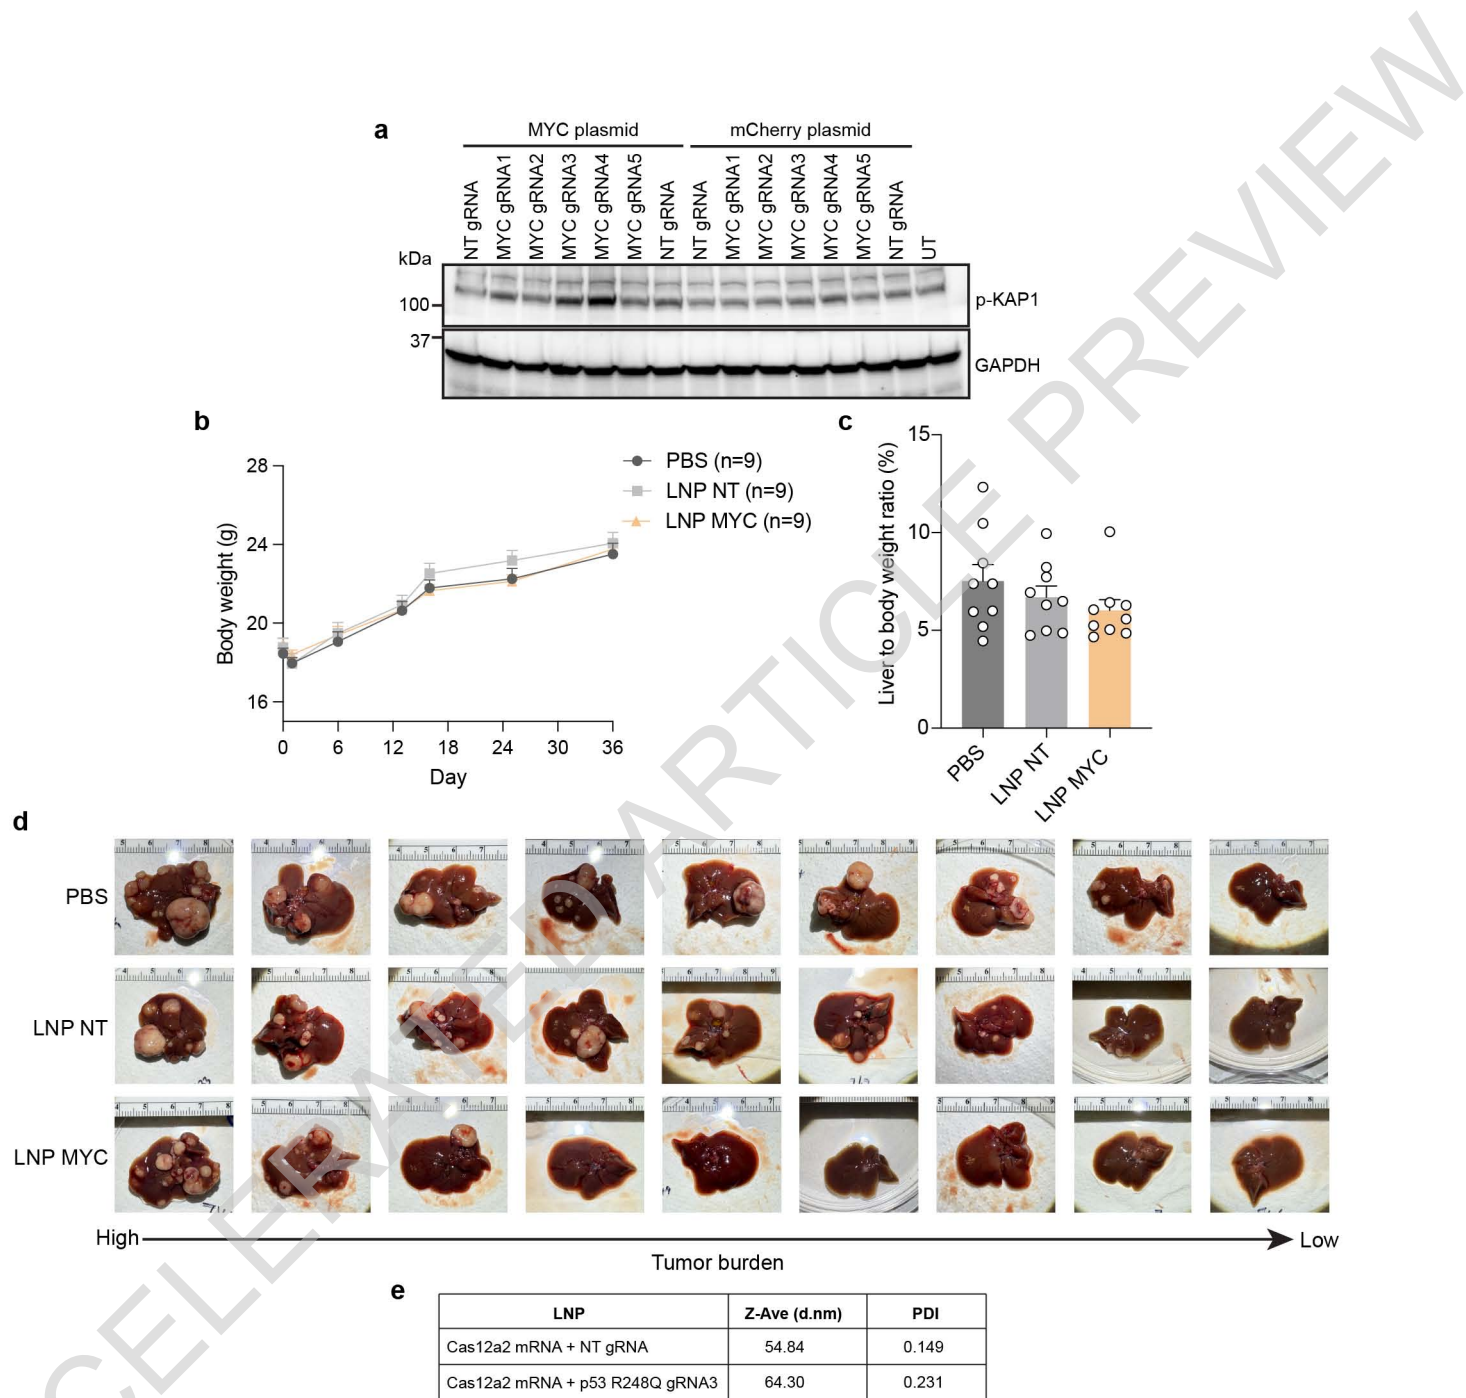 a
MYC plasmid
mCherry plasmid
NT gRNA
MYC gRNA1
MYC gRNA2
MYC gRNA3
MYC gRNA4
MYC gRNA5
NT gRNA
NT gRNA
MYC gRNA1
MYC gRNA2
MYC gRNA3
MYC gRNA4
MYC gRNA5
NT gRNA
UT
kDa
100
p-KAP1
37
GAPDH
b
Body weight (g)
28
24
20
16
0 6 12 18 24 30 36
Day
PBS (n=9)
LNP NT (n=9)
LNP MYC (n=9)
c
Liver to body weight ratio (%)
15
10
5
0
PBS
LNP NT
LNP MYC
d
PBS
LNP NT
LNP MYC
High
Low
Tumor burden
e
LNP Z-Ave (d.nm) PDI
Cas12a2 mRNA + NT gRNA 54.84 0.149
Cas12a2 mRNA + p53 R248Q gRNA3 64.30 0.231
CELERATED ARTICLE PREVIEW